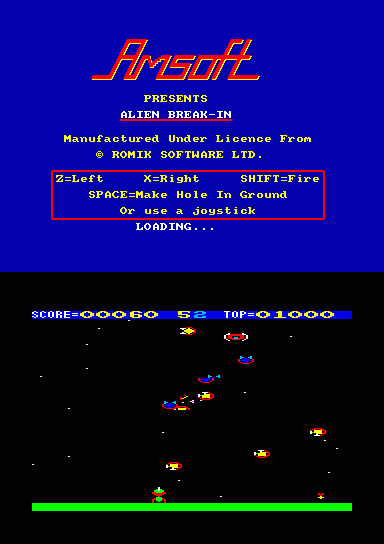 Amsoft
PRESENTS
ALIEN BREAK-IN
Manufactured Under Licence From
© ROMIK SOFTWARE LTD.
Z=Left X=Right SHIFT=Fire
SPACE=Make Hole In Ground
Or use a joystick
LOADING...
SCORE=00060 52 TOP=01000